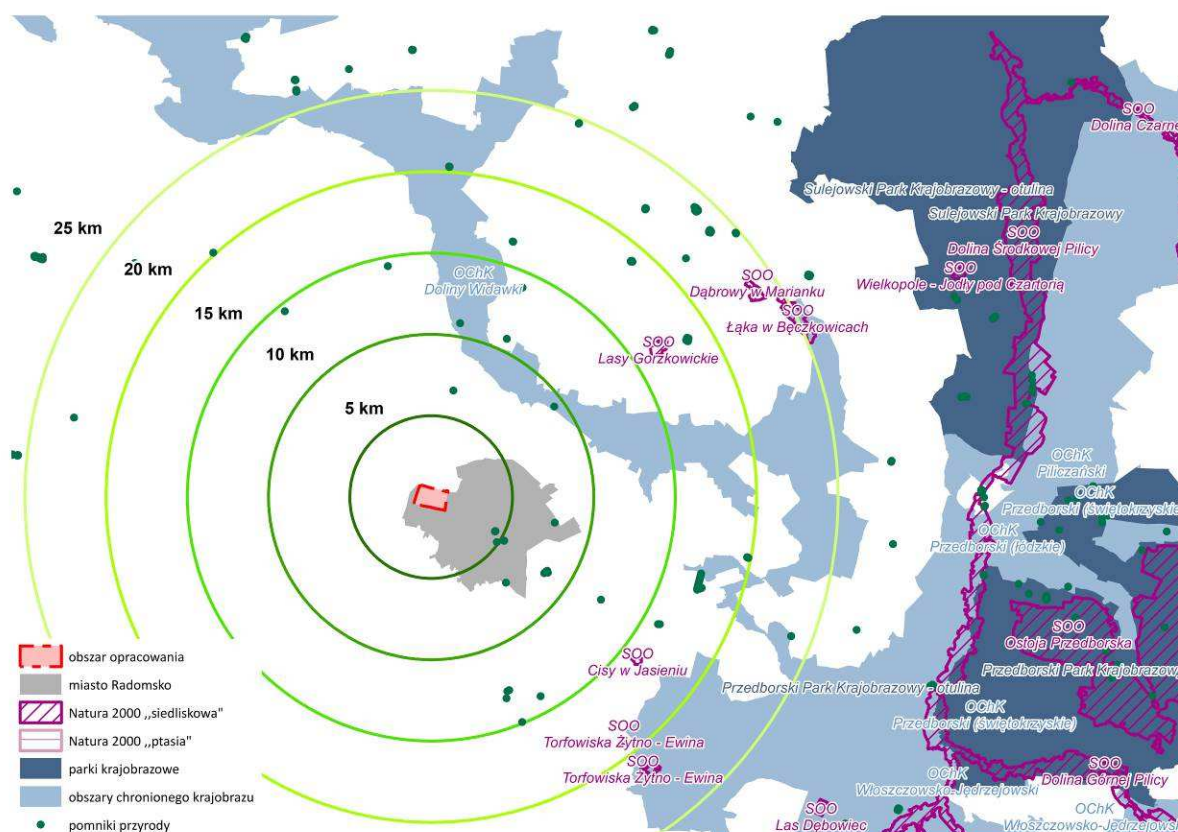 SOO
Dolina Czarnej
Sulejowski Park Krajobrazowy - otulina
Sulejowski Park Krajobrazowy
SOO
Dolina Środkowej Pilicy
25 km
20 km
15 km
10 km
5 km
OChK
Doliny Widawki
SOO
Dąbrowy w Marianku
SOO
Wielkopole - Jodły pod Czartorią
SOO
Łąka w Bęczkowicach
SOO
Lasy Gorzkowickie
OChK
Piliczański
OChK
Przedborski (świętokrzyskie
OChK
Przedborski (łódzkie)
SOO
Ostoja Przedborska
SOO
Cisy w Jasieniu
Przedborski Park Krajobrazowy
Przedborski Park Krajobrazowy - otulina
OChK
Przedborski (świętokrzyskie)
SOO
Torfowiska Żytno - Ewina
SOO
Torfowiska Żytno - Ewina
OChK
Włoszczowsko-Jędrzejowski
SOO
Dolina Górnej Pilicy
SOO
Las Dębowiec
OChK
Włoszczowsko-Jędrzejows
obszar opracowania
miasto Radomsko
Natura 2000 ,,siedliskowa"
Natura 2000 ,,ptasia"
parki krajobrazowe
obszary chronionego krajobrazu
pomniki przyrody